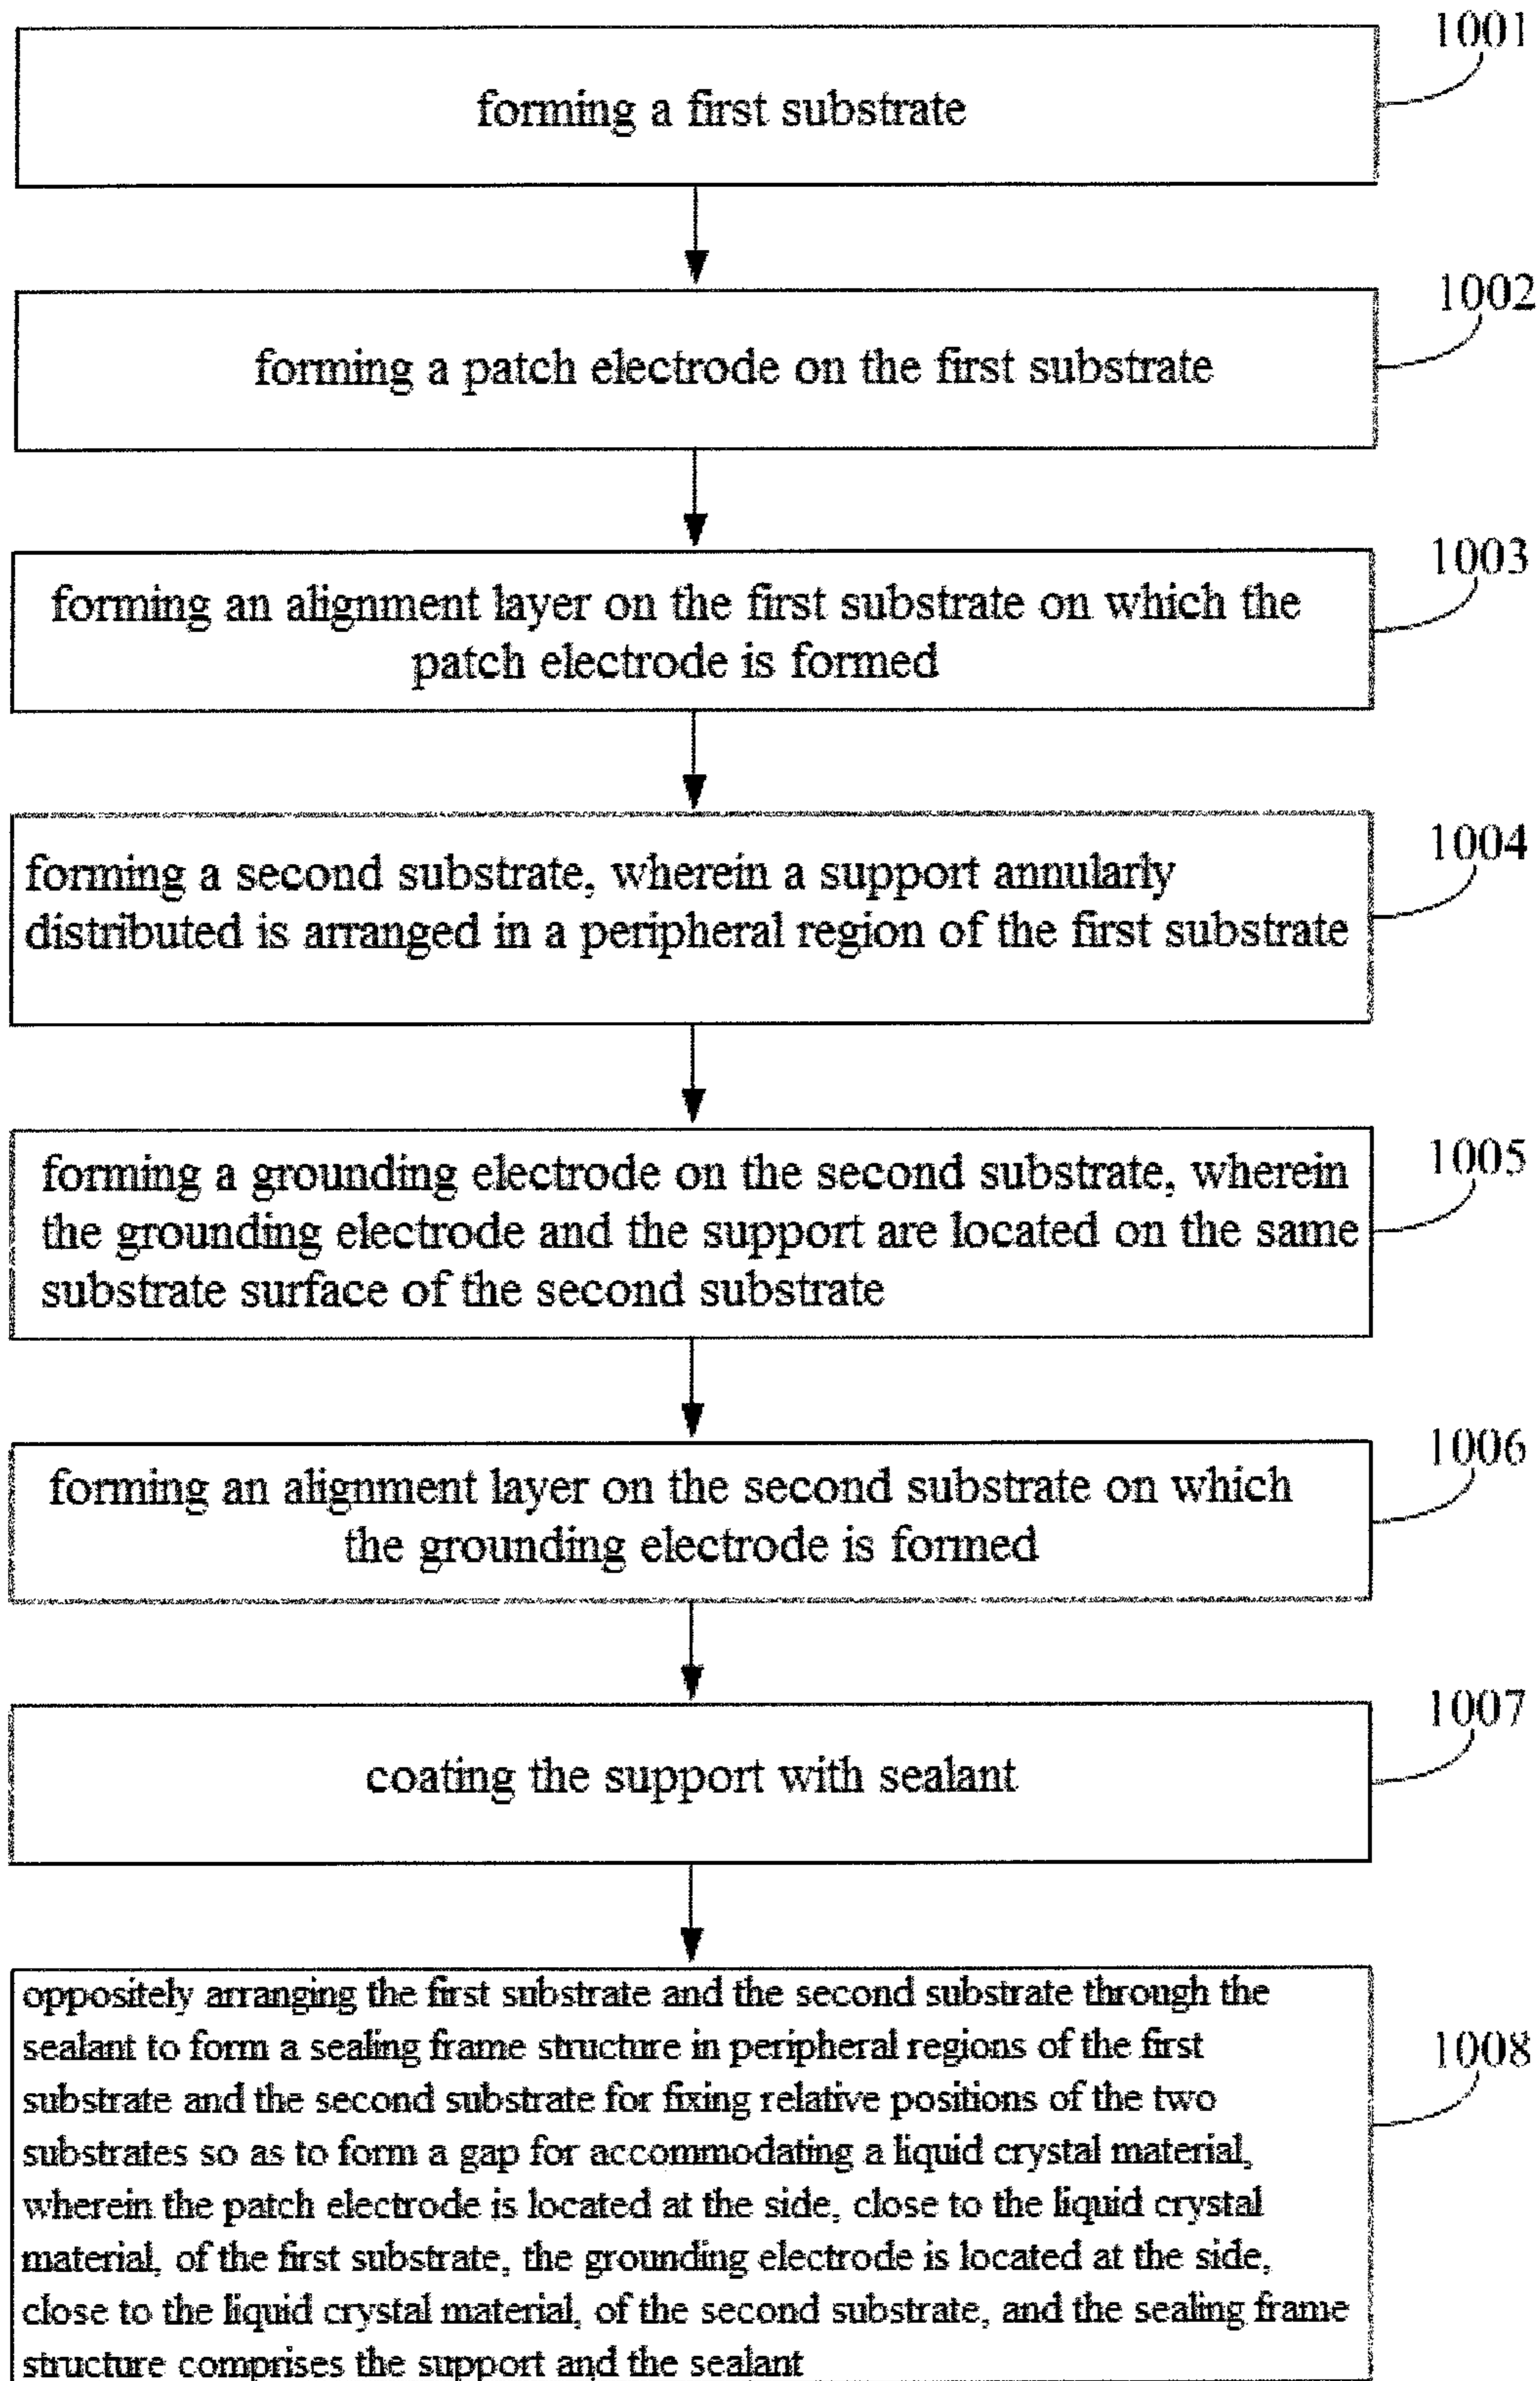 1001
forming a first substrate
1002
forming a patch electrode on the first substrate
1003
forming an alignment layer on the first substrate on which the
patch electrode is formed
1004
forming a second substrate, wherein a support annularly
distributed is arranged in a peripheral region of the first substrate
1005
forming a grounding electrode on the second substrate, wherein
the grounding electrode and the support are located on the same
substrate surface of the second substrate
1006
forming an alignment layer on the second substrate on which
the grounding electrode is formed
1007
coating the support with sealant
1008
oppositely arranging the first substrate and the second substrate through the
sealant to form a sealing frame structure in peripheral regions of the first
substrate and the second substrate for fixing relative positions of the two
substrates so as to form a gap for accommodating a liquid crystal material,
wherein the patch electrode is located at the side, close to the liquid crystal
material, of the first substrate, the grounding electrode is located at the side,
close to the liquid crystal material, of the second substrate, and the sealing frame
structure comprises the support and the sealant